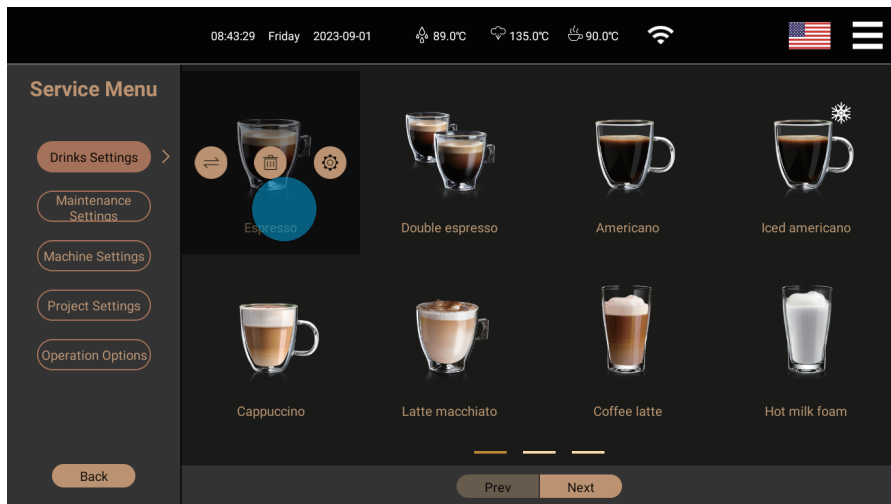 08:43:29 Friday 2023-09-01 89.0℃ 135.0℃ 90.0℃
Service Menu
Drinks Settings
Maintenance
Settings
Machine Settings
Project Settings
Operation Options
Back
Espresso Double espresso Americano Iced americano
Cappuccino Latte macchiato Coffee latte Hot milk foam
Prev Next